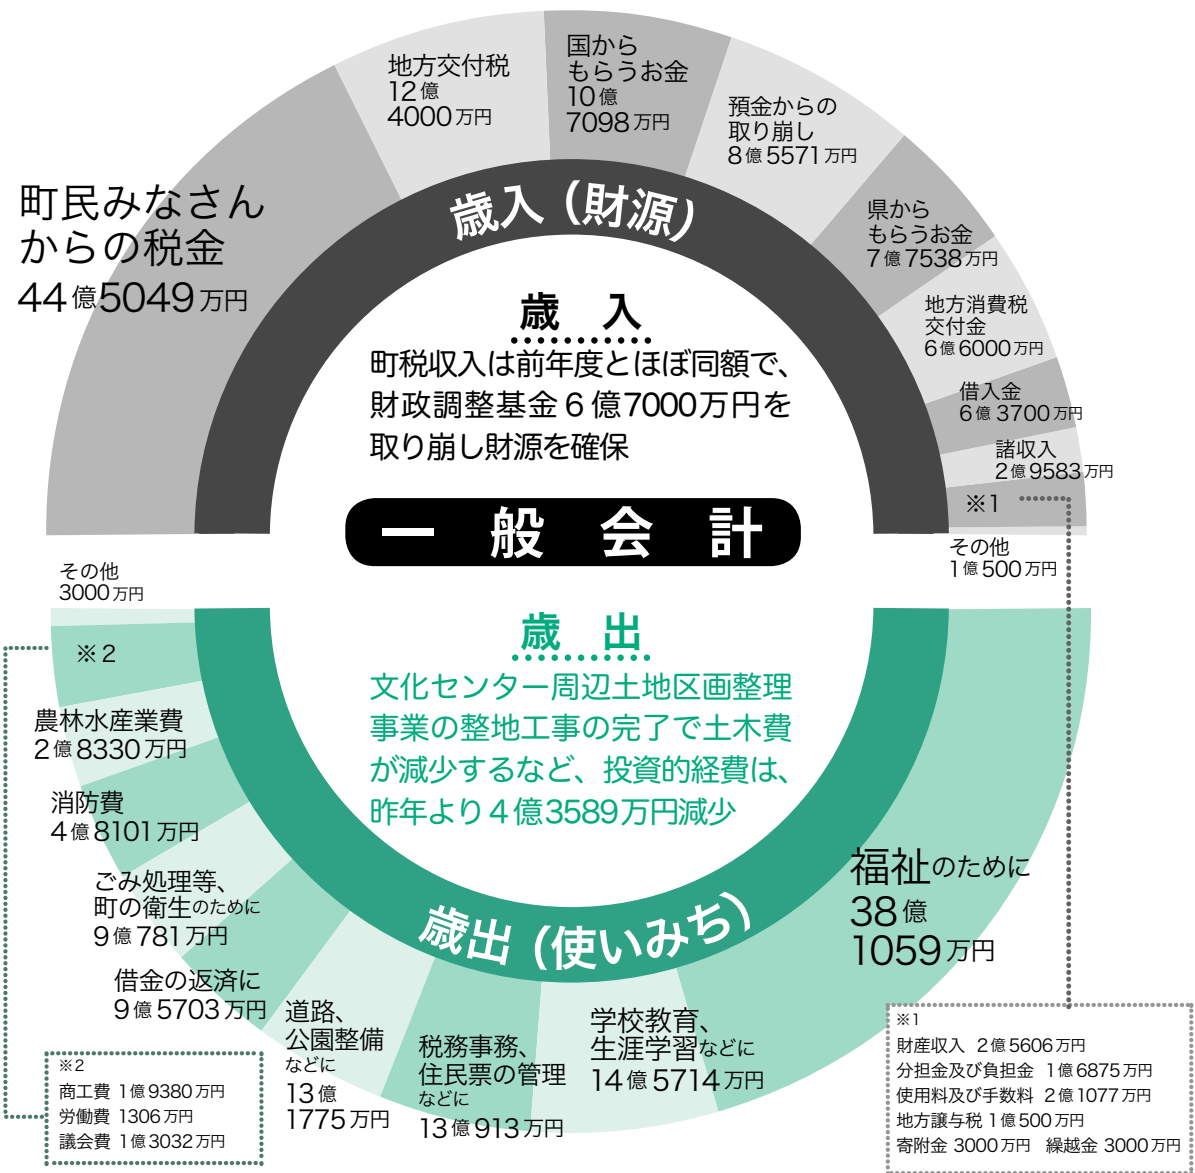 地方交付税
12億
4000万円
国から
もらうお金
10億
7098万円
預金からの
取り崩し
8億5571万円
県から
もらうお金
7億7538万円
地方消費税
交付金
6億6000万円
借入金
6億3700万円
諸収入
2億9583万円
※1
その他
1億500万円
町民みなさん
からの税金
44億5049万円
歳入（財源）
歳 入
町税収入は前年度とほぼ同額で、
財政調整基金６億7000万円を
取り崩し財源を確保
一般会計
歳 出
文化センター周辺土地区画整理
事業の整地工事の完了で土木費
が減少するなど、投資的経費は、
昨年より４億3589万円減少
歳出（使いみち）
その他
3000万円
※2
農林水産業費
2億8330万円
消防費
4億8101万円
ごみ処理等、
町の衛生のために
9億781万円
借金の返済に
9億5703万円
道路、
公園整備
などに
13億
1775万円
税務事務、
住民票の管理
などに
13億913万円
学校教育、
生涯学習などに
14億5714万円
福祉のために
38億
1059万円
※2
商工費 1億9380万円
労働費 1306万円
議会費 1億3032万円
※1
財産収入 2億5606万円
分担金及び負担金 1億6875万円
使用料及び手数料 2億1077万円
地方譲与税 1億500万円
寄附金 3000万円 繰越金 3000万円